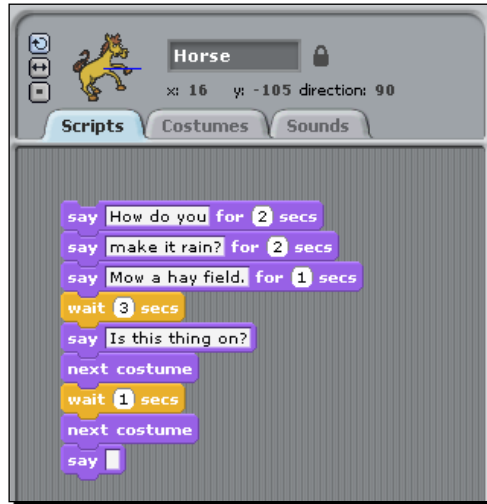 Horse
x: 16 y: -105 direction: 90
Scripts Costumes Sounds
say How do you for 2 secs
say make it rain? for 2 secs
say Mow a hay field. for 1 secs
wait 3 secs
say Is this thing on?
next costume
wait 1 secs
next costume
say